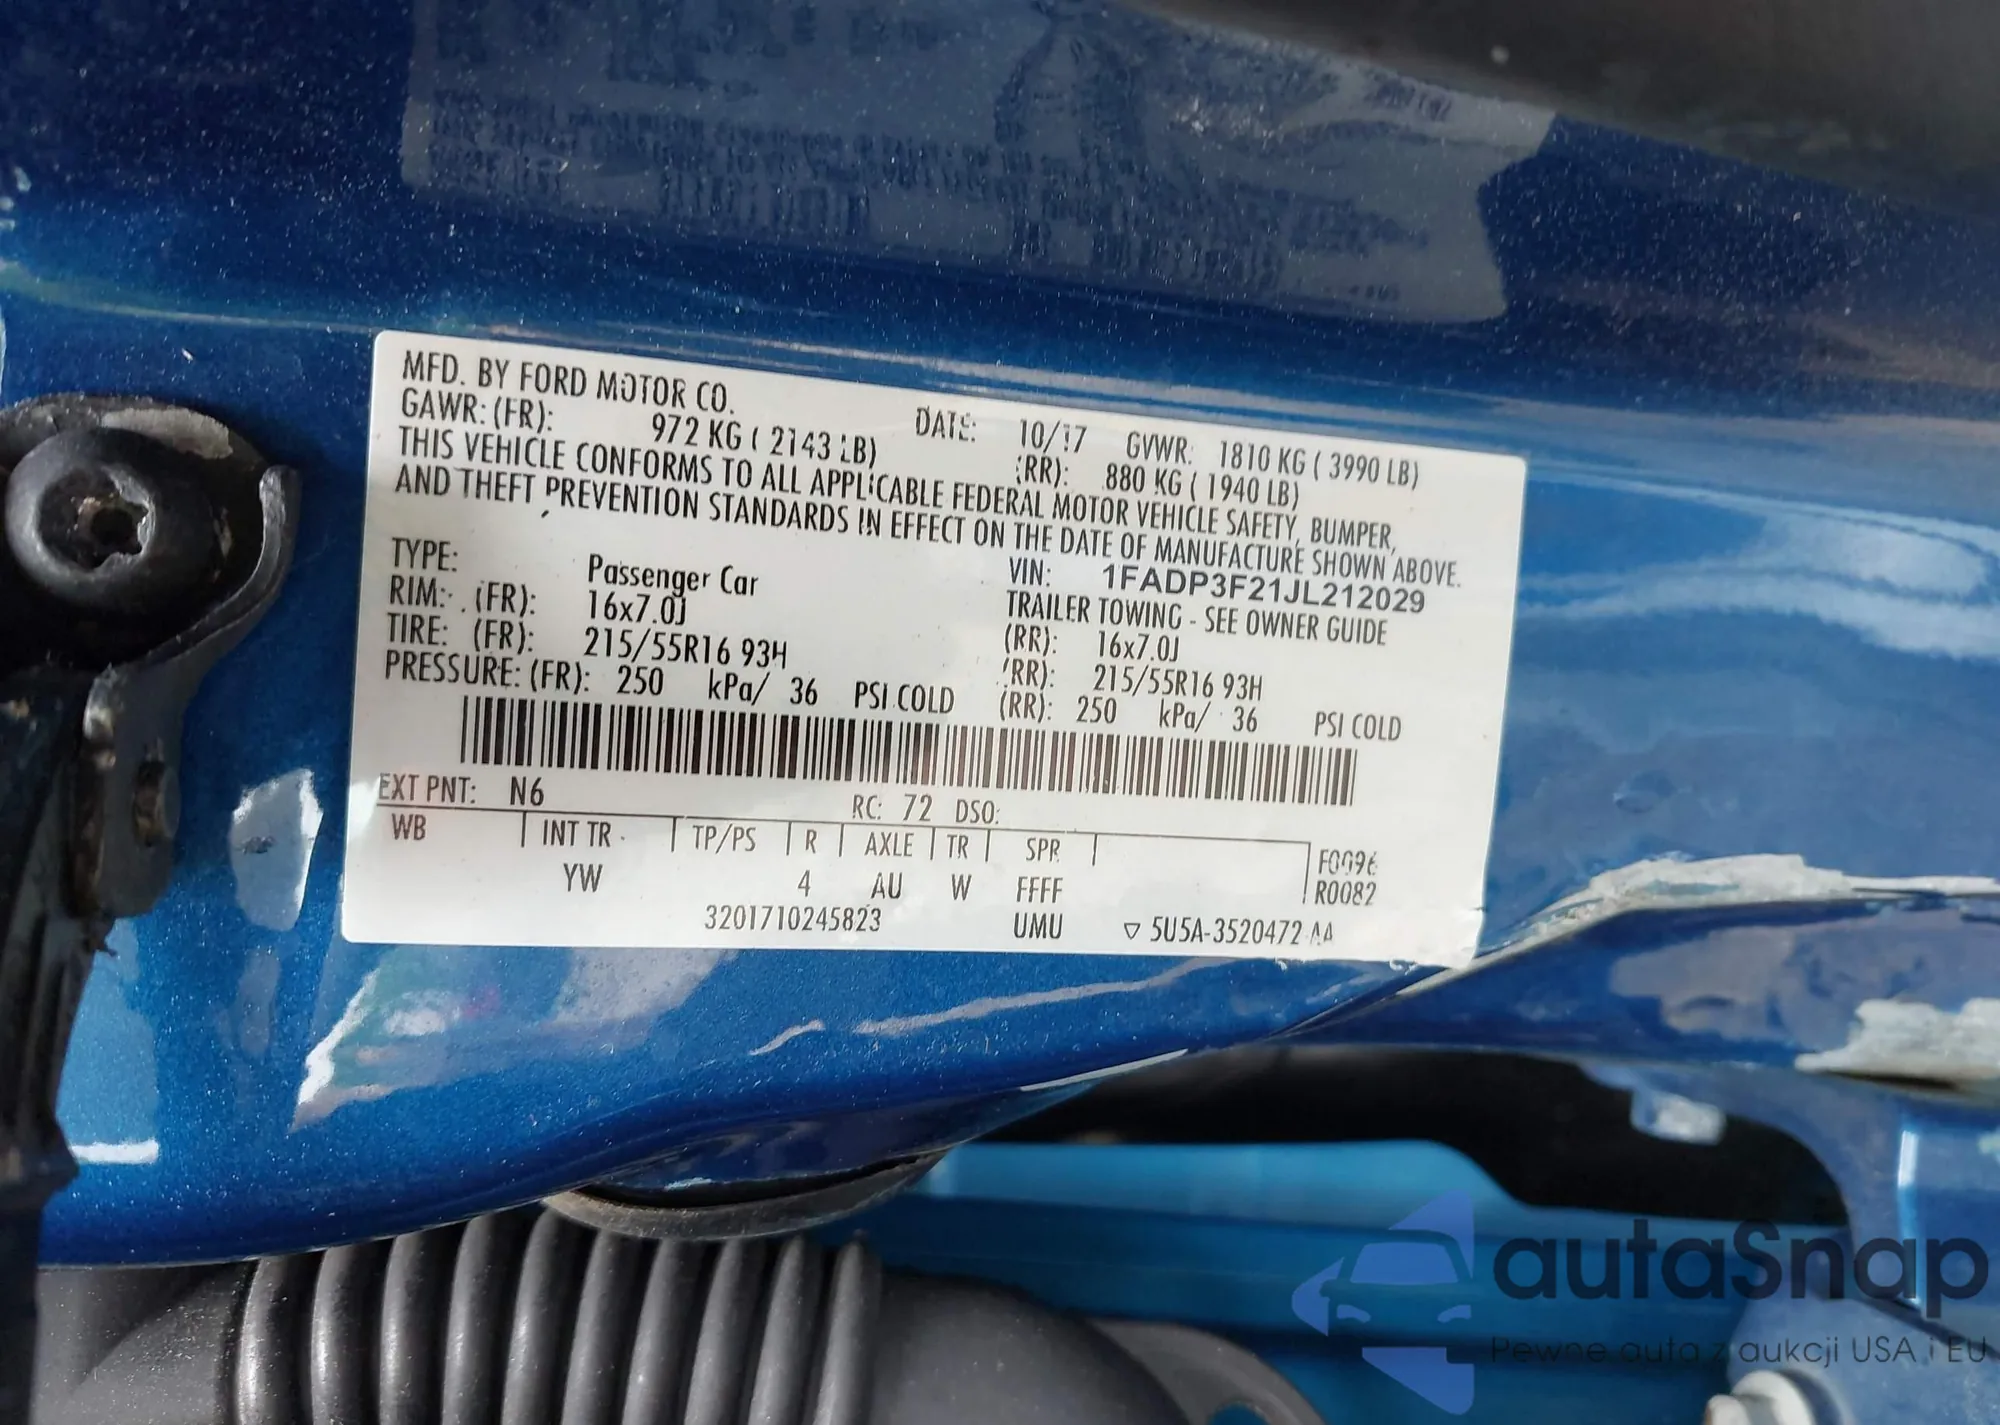 MFD. BY FORD MOTOR CO. DATE: 10/17 GVWR: 1810 KG ( 3990 LB)
GAWR: (FR): 972 KG ( 2143 LB) (RR): 880 KG ( 1940 LB)
THIS VEHICLE CONFORMS TO ALL APPLICABLE FEDERAL MOTOR VEHICLE SAFETY, BUMPER,
AND THEFT PREVENTION STANDARDS IN EFFECT ON THE DATE OF MANUFACTURE SHOWN ABOVE.
VIN: 1FADP3F21JL212029
TYPE: Passenger Car TRAILER TOWING - SEE OWNER GUIDE
RIM: (FR): 16x7.0J (RR): 16x7.0J
TIRE: (FR): 215/55R16 93H (RR): 215/55R16 93H
PRESSURE: (FR): 250 kPa/ 36 PSI COLD (RR): 250 kPa/ 36 PSI COLD
EXT PNT: N6 RC: 72 DSO:
WB INT TR TP/PS R AXLE TR SPR F0096
YW 4 AU W FFFF R0082
3201710245823 UMU ▽ 5U5A-3520472 AA
autaSnap
Pewne auta z aukcji USA i EU